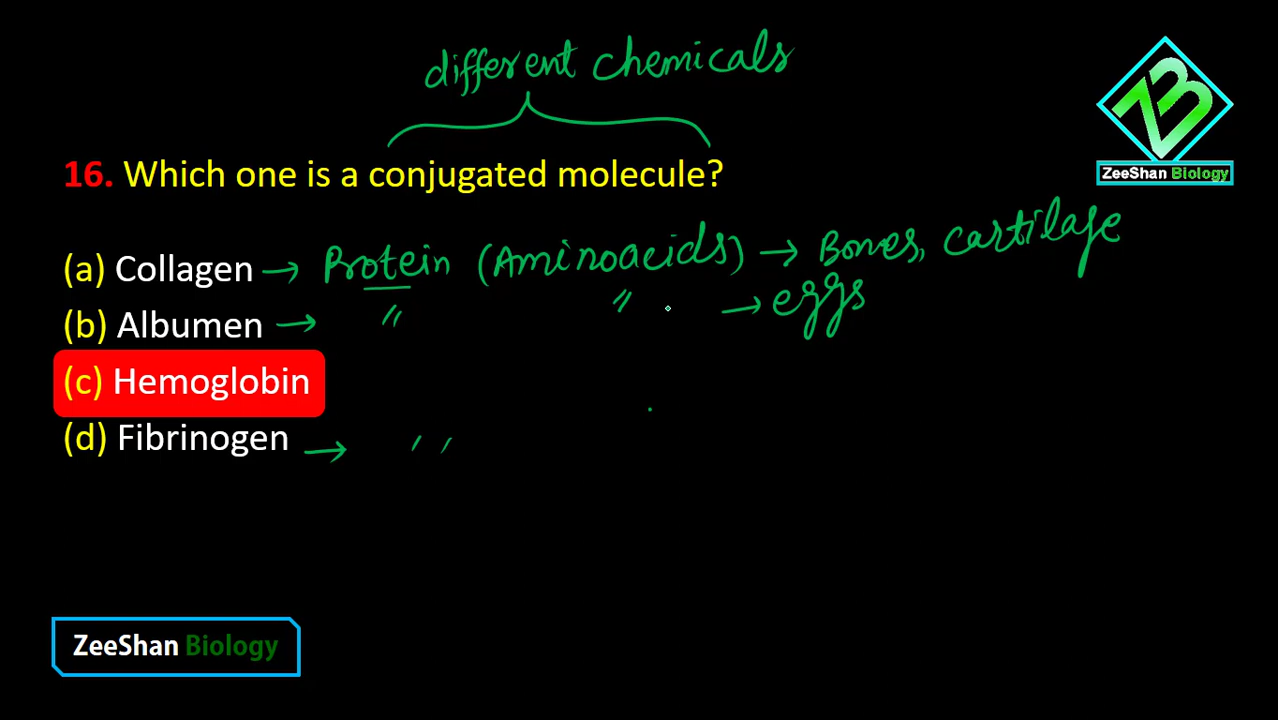 different chemicals
ZB
ZeeShan Biology
16. Which one is a conjugated molecule?
(a) Collagen → Protein (Aminoacids) → Bones, cartilage
(b) Albumen → " " → eggs
(c) Hemoglobin
(d) Fibrinogen → "
ZeeShan Biology